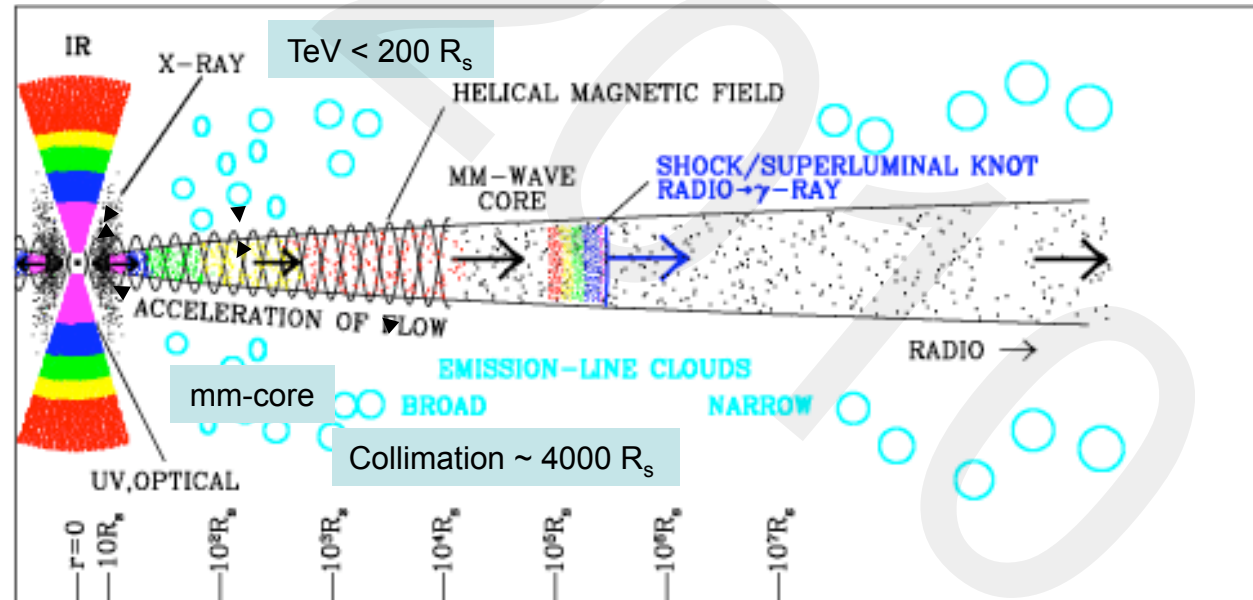 IR
X-RAY
TeV < 200 Rs
HELICAL MAGNETIC FIELD
MM-WAVE
CORE
SHOCK/SUPERLUMINAL KNOT
RADIO→γ-RAY
ACCELERATION OF FLOW
RADIO →
EMISSION-LINE CLOUDS
mm-core
BROAD
NARROW
Collimation ~ 4000 Rs
UV,OPTICAL
—r=0
—10Rs
—10²Rs
—10³Rs
—10⁴Rs
—10⁵Rs
—10⁶Rs
—10⁷Rs